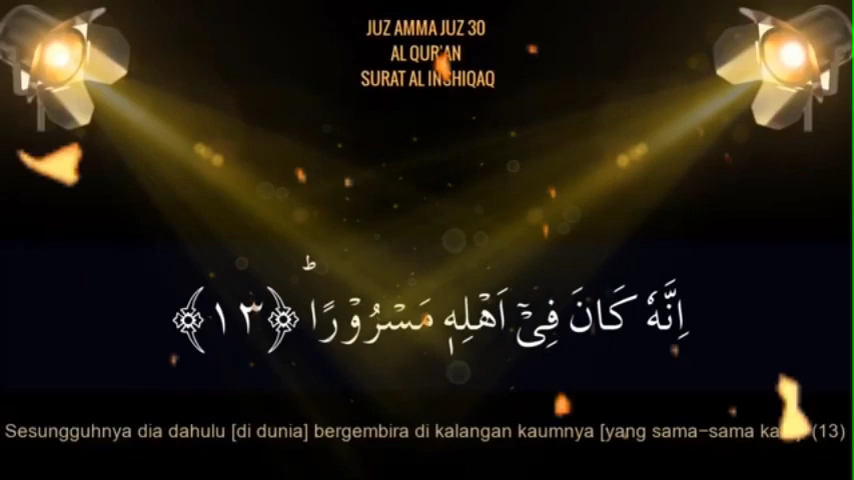 JUZ AMMA JUZ 30
AL QUR'AN
SURAT AL INSHIQAQ
اِنَّهٗ كَانَ فِيْۤ اَهْلِهٖ مَسْرُوْرًاؕ ﴿١٣﴾
Sesungguhnya dia dahulu [di dunia] bergembira di kalangan kaumnya [yang sama-sama (13)